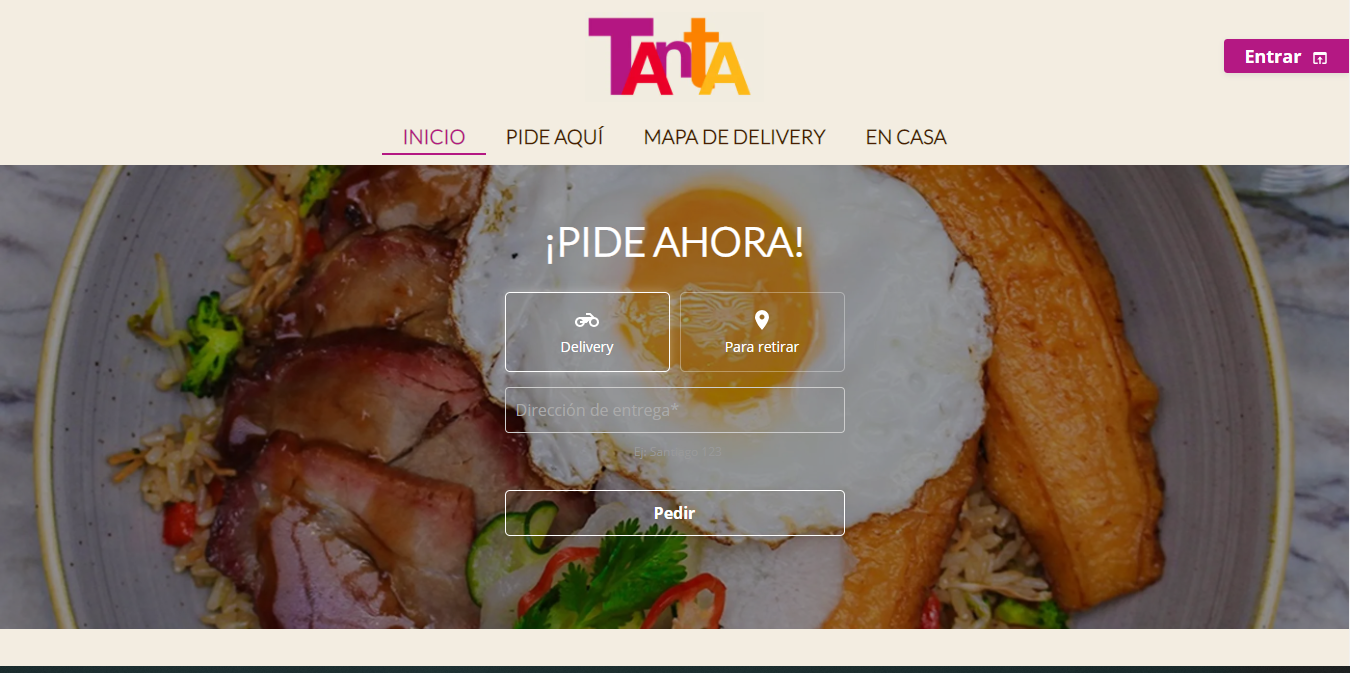 TAnTA
Entrar
INICIO
PIDE AQUÍ
MAPA DE DELIVERY
EN CASA
¡PIDE AHORA!
Delivery
Para retirar
Dirección de entrega*
Ej: Santiago 123
Pedir